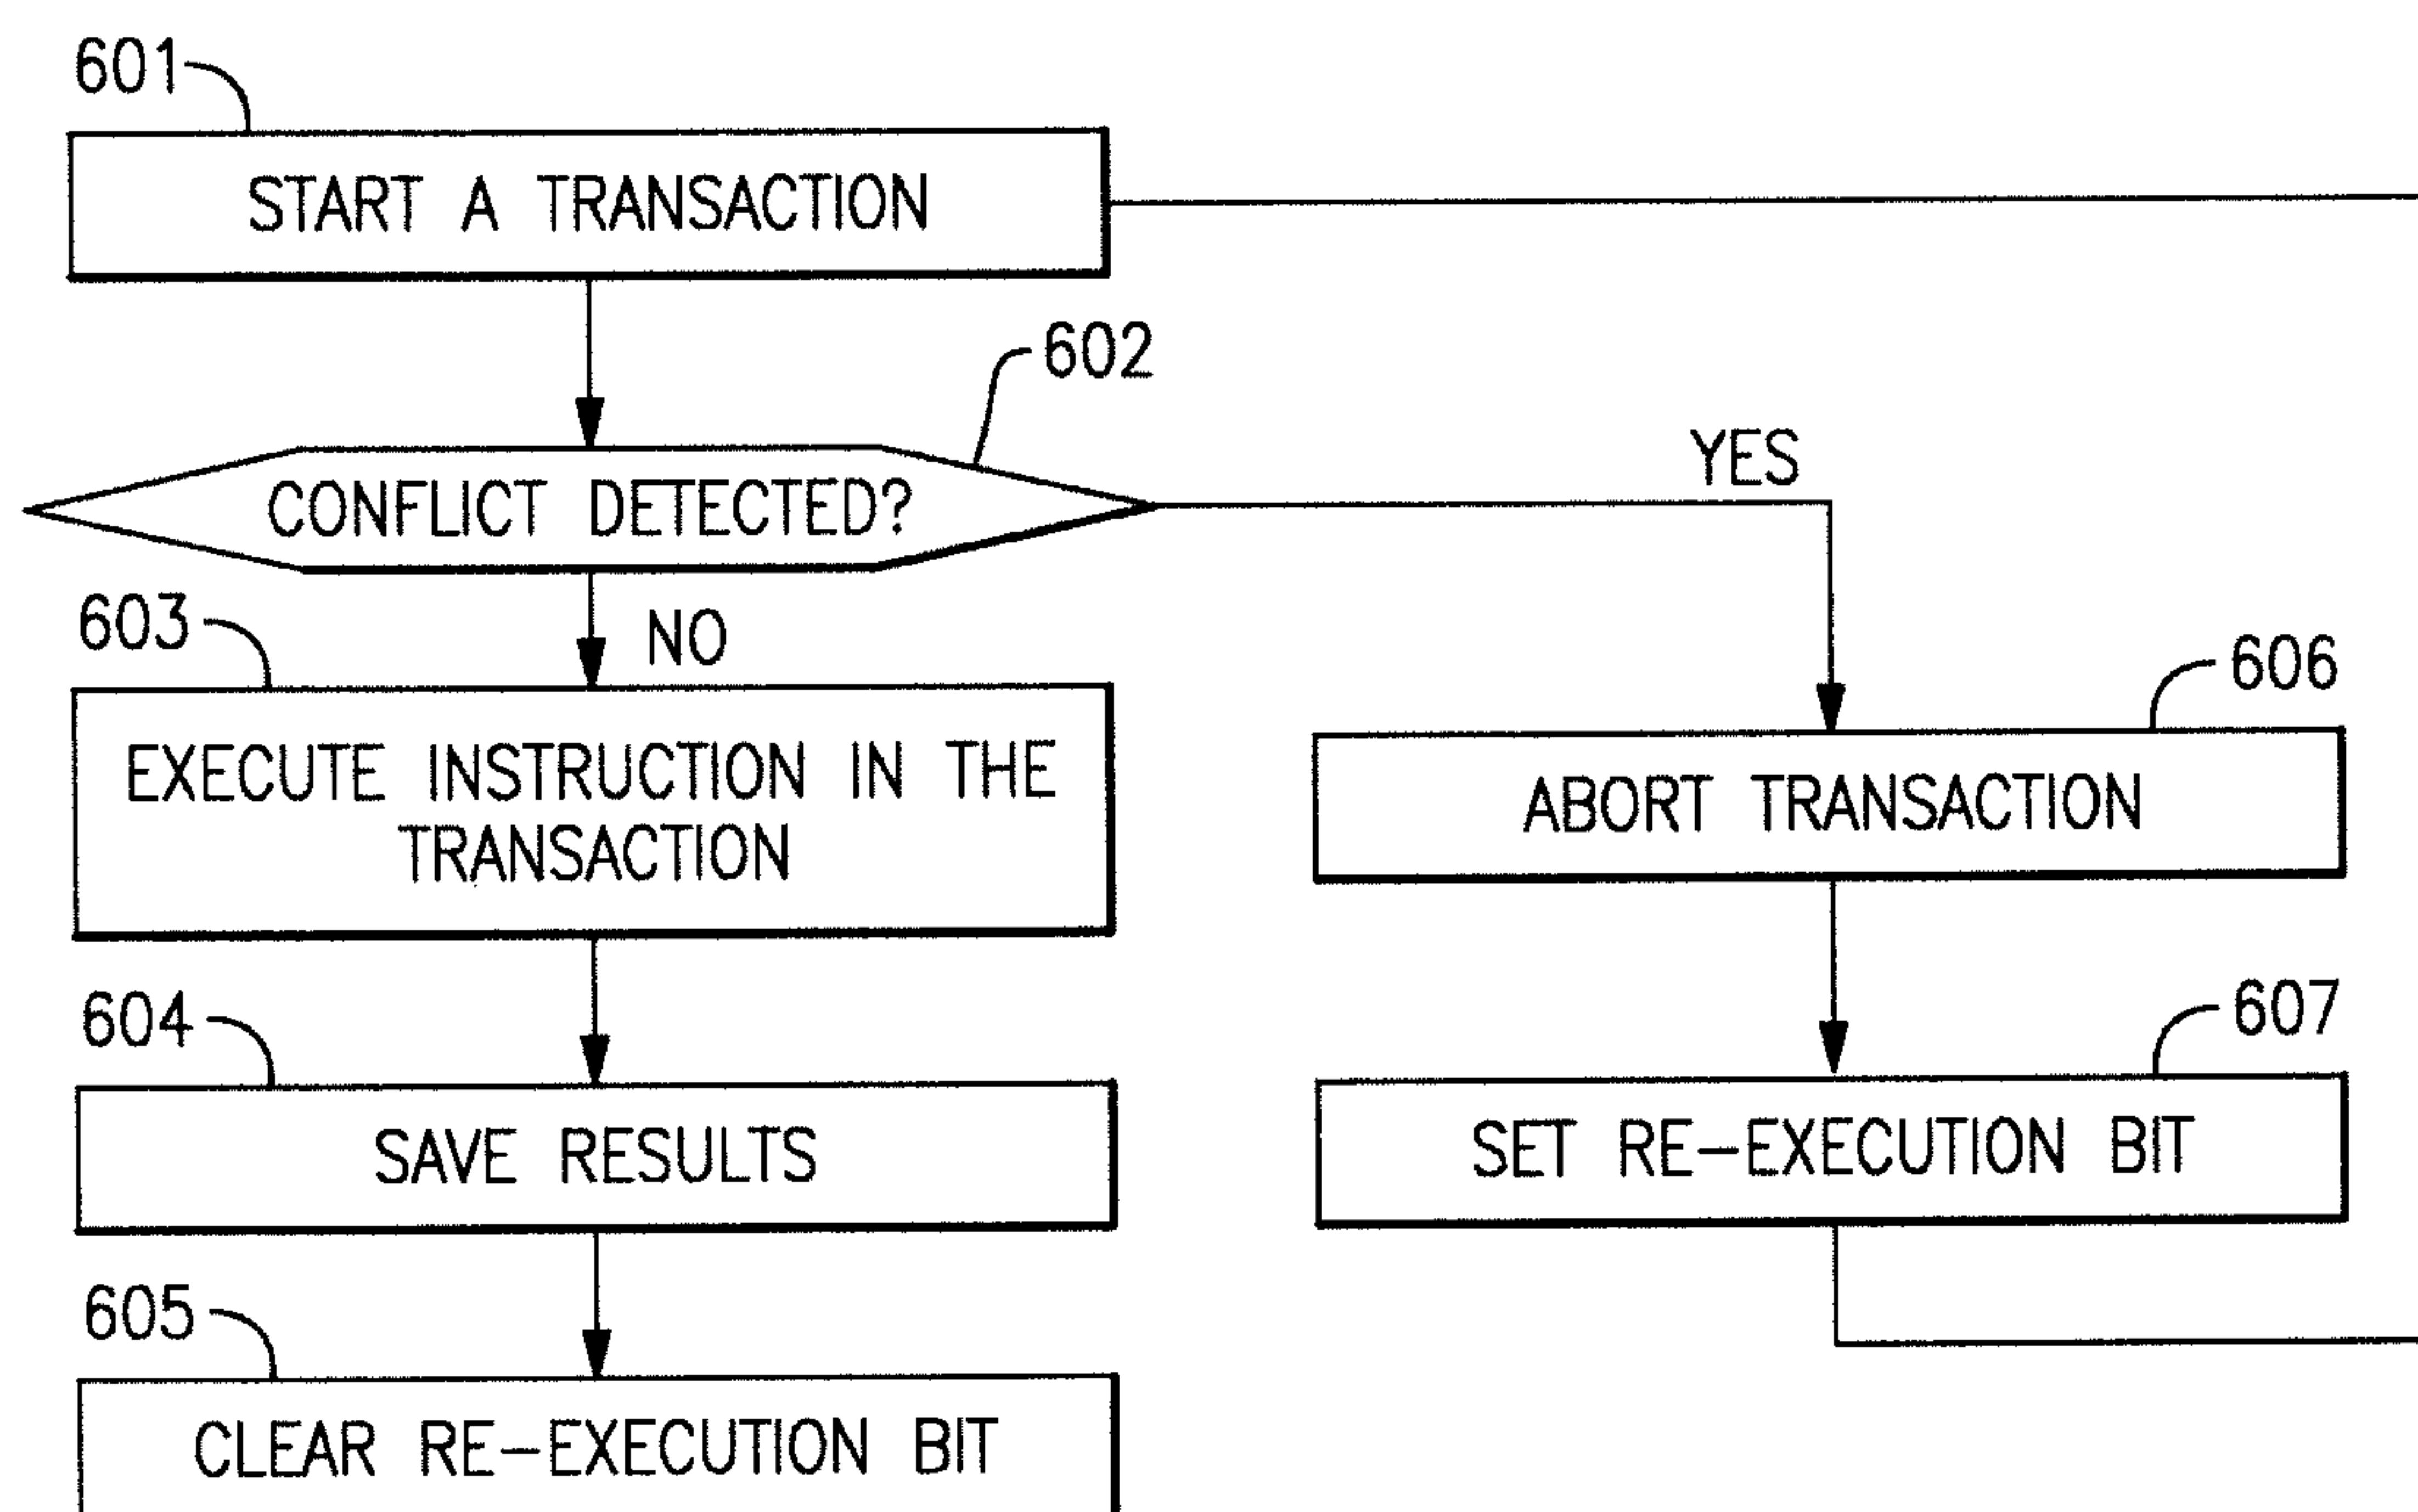 601
START A TRANSACTION
602
CONFLICT DETECTED?
YES
NO
603
EXECUTE INSTRUCTION IN THE
TRANSACTION
606
ABORT TRANSACTION
604
SAVE RESULTS
607
SET RE-EXECUTION BIT
605
CLEAR RE-EXECUTION BIT